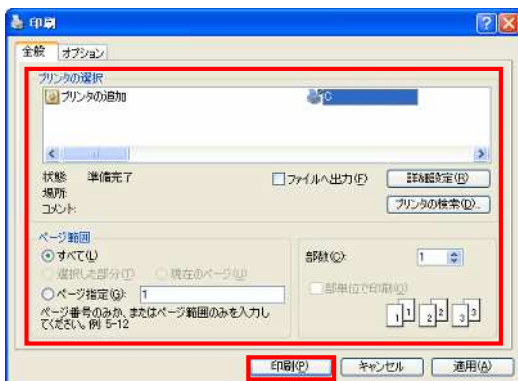 印刷
全般 オプション
プリンタの選択
プリンタの追加
状態: 準備完了
場所:
コメント:
ファイルへ出力(F)
詳細設定(R)
プリンタの検索(D)...
ページ範囲
すべて(L)
選択した部分(T) 現在のページ(U)
ページ指定(G): 1
ページ番号のみか、またはページ範囲のみを入力し
てください。例 5-12
部数(C): 1
部単位で印刷(O)
1 1 2 2 3 3
印刷(P) キャンセル 適用(A)